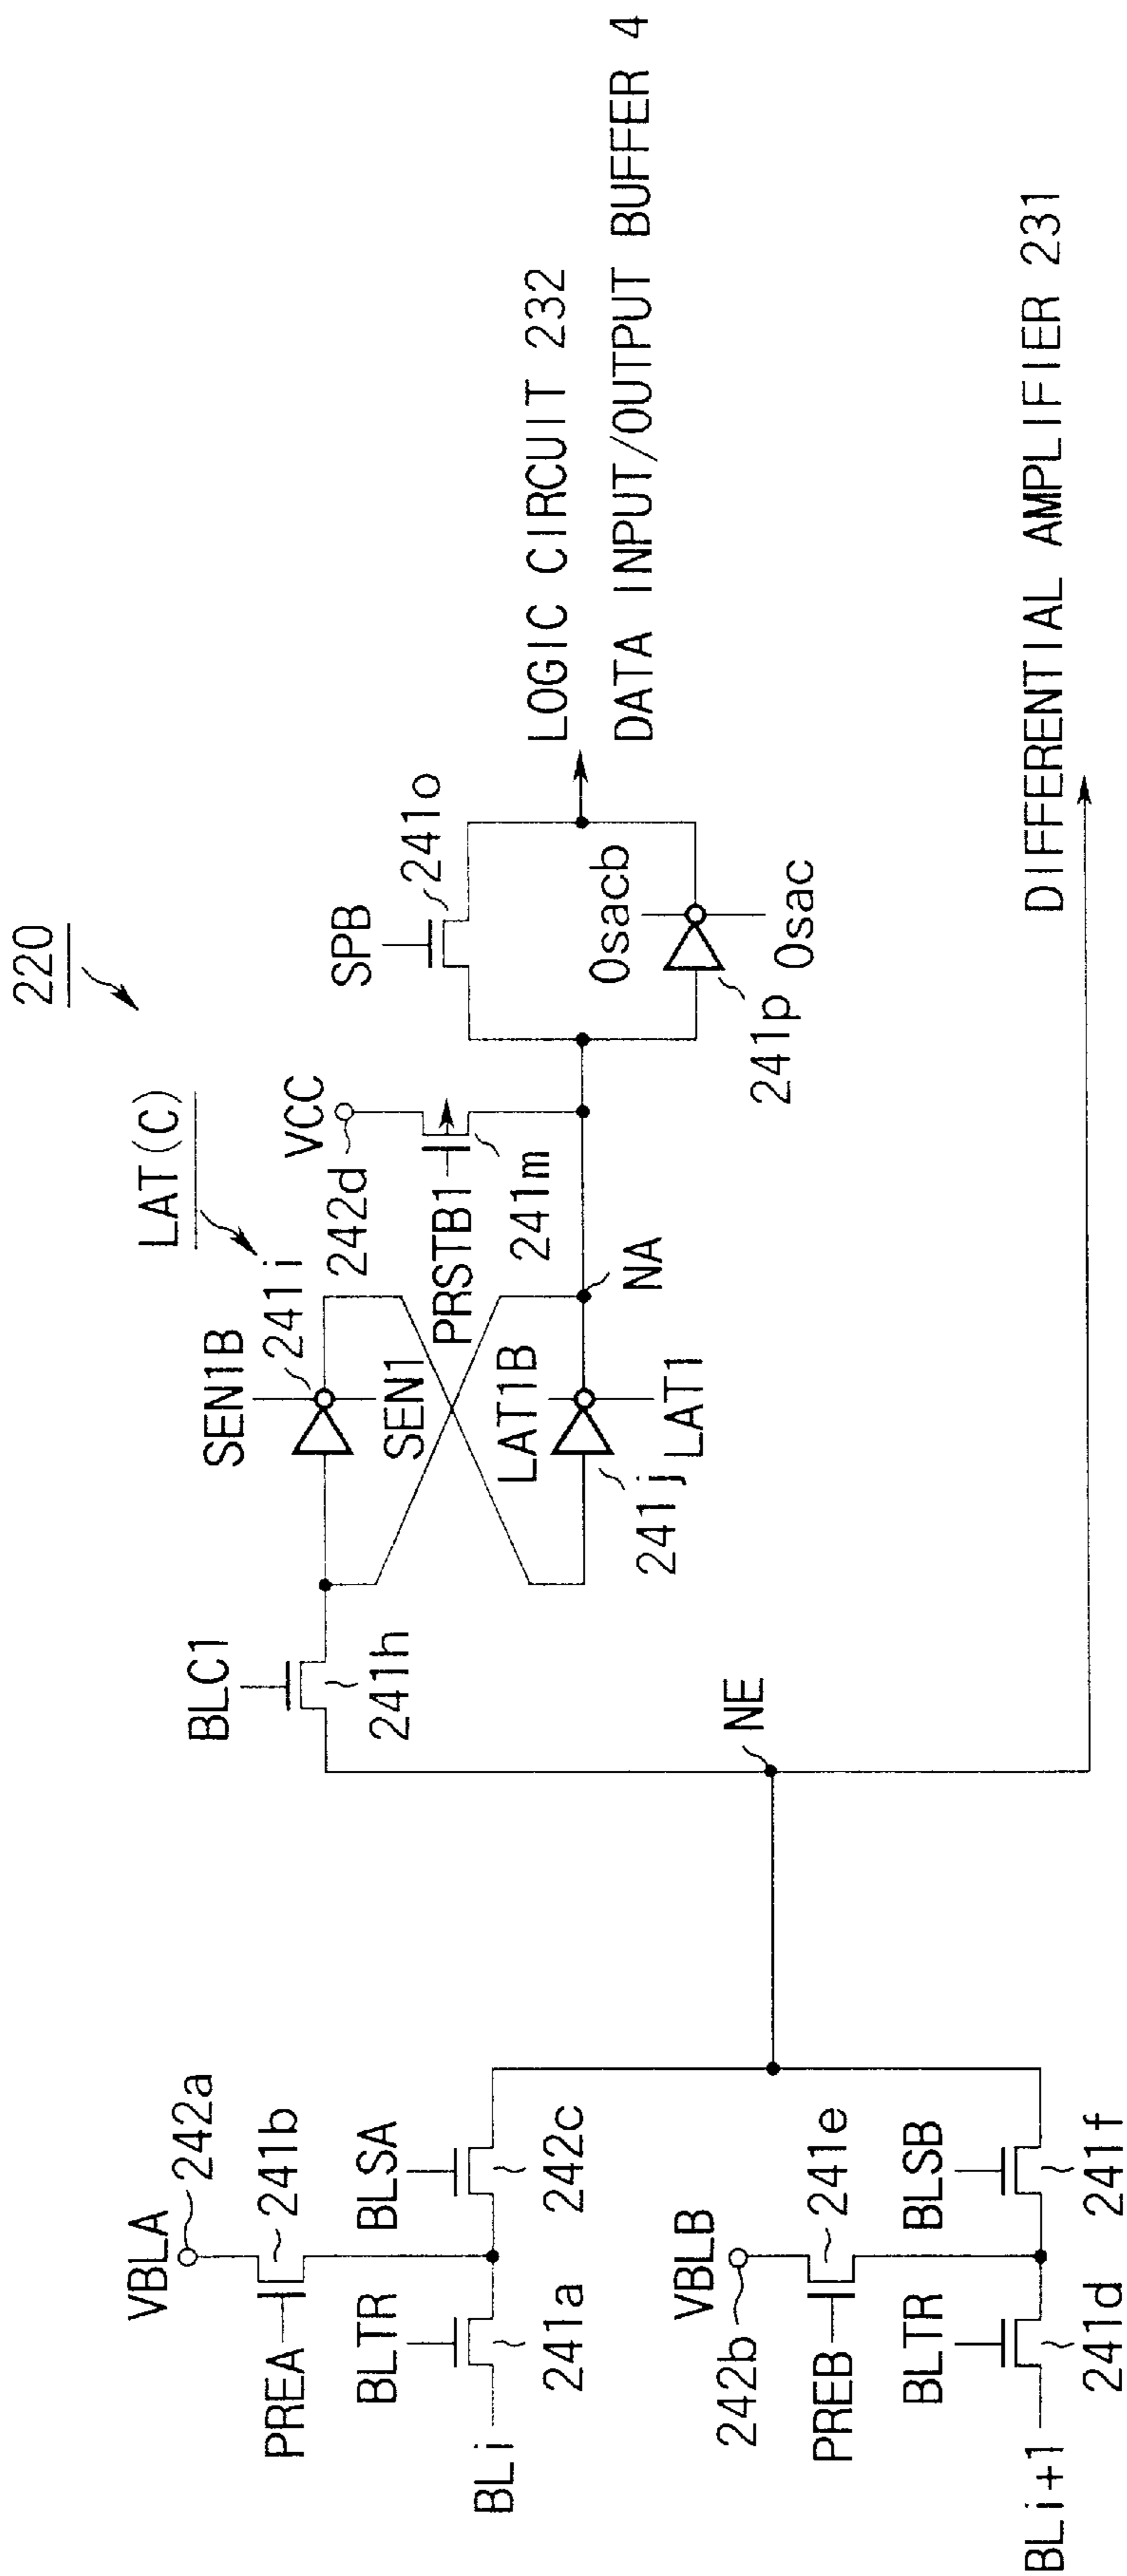 220
LAT(C)
VBLA
242a
PREA
241b
BLTR
BLSA
BLi
241a
242c
VBLB
242b
PREB
241e
BLTR
BLSB
BLi+1
241d
241f
NE
BLC1
241h
SEN1B
241i
SEN1
LAT1B
241j
LAT1
NA
VCC
242d
PRSTB1
241m
SPB
241o
Osacb
241p
Osac
LOGIC CIRCUIT 232
DATA INPUT/OUTPUT BUFFER 4
DIFFERENTIAL AMPLIFIER 231